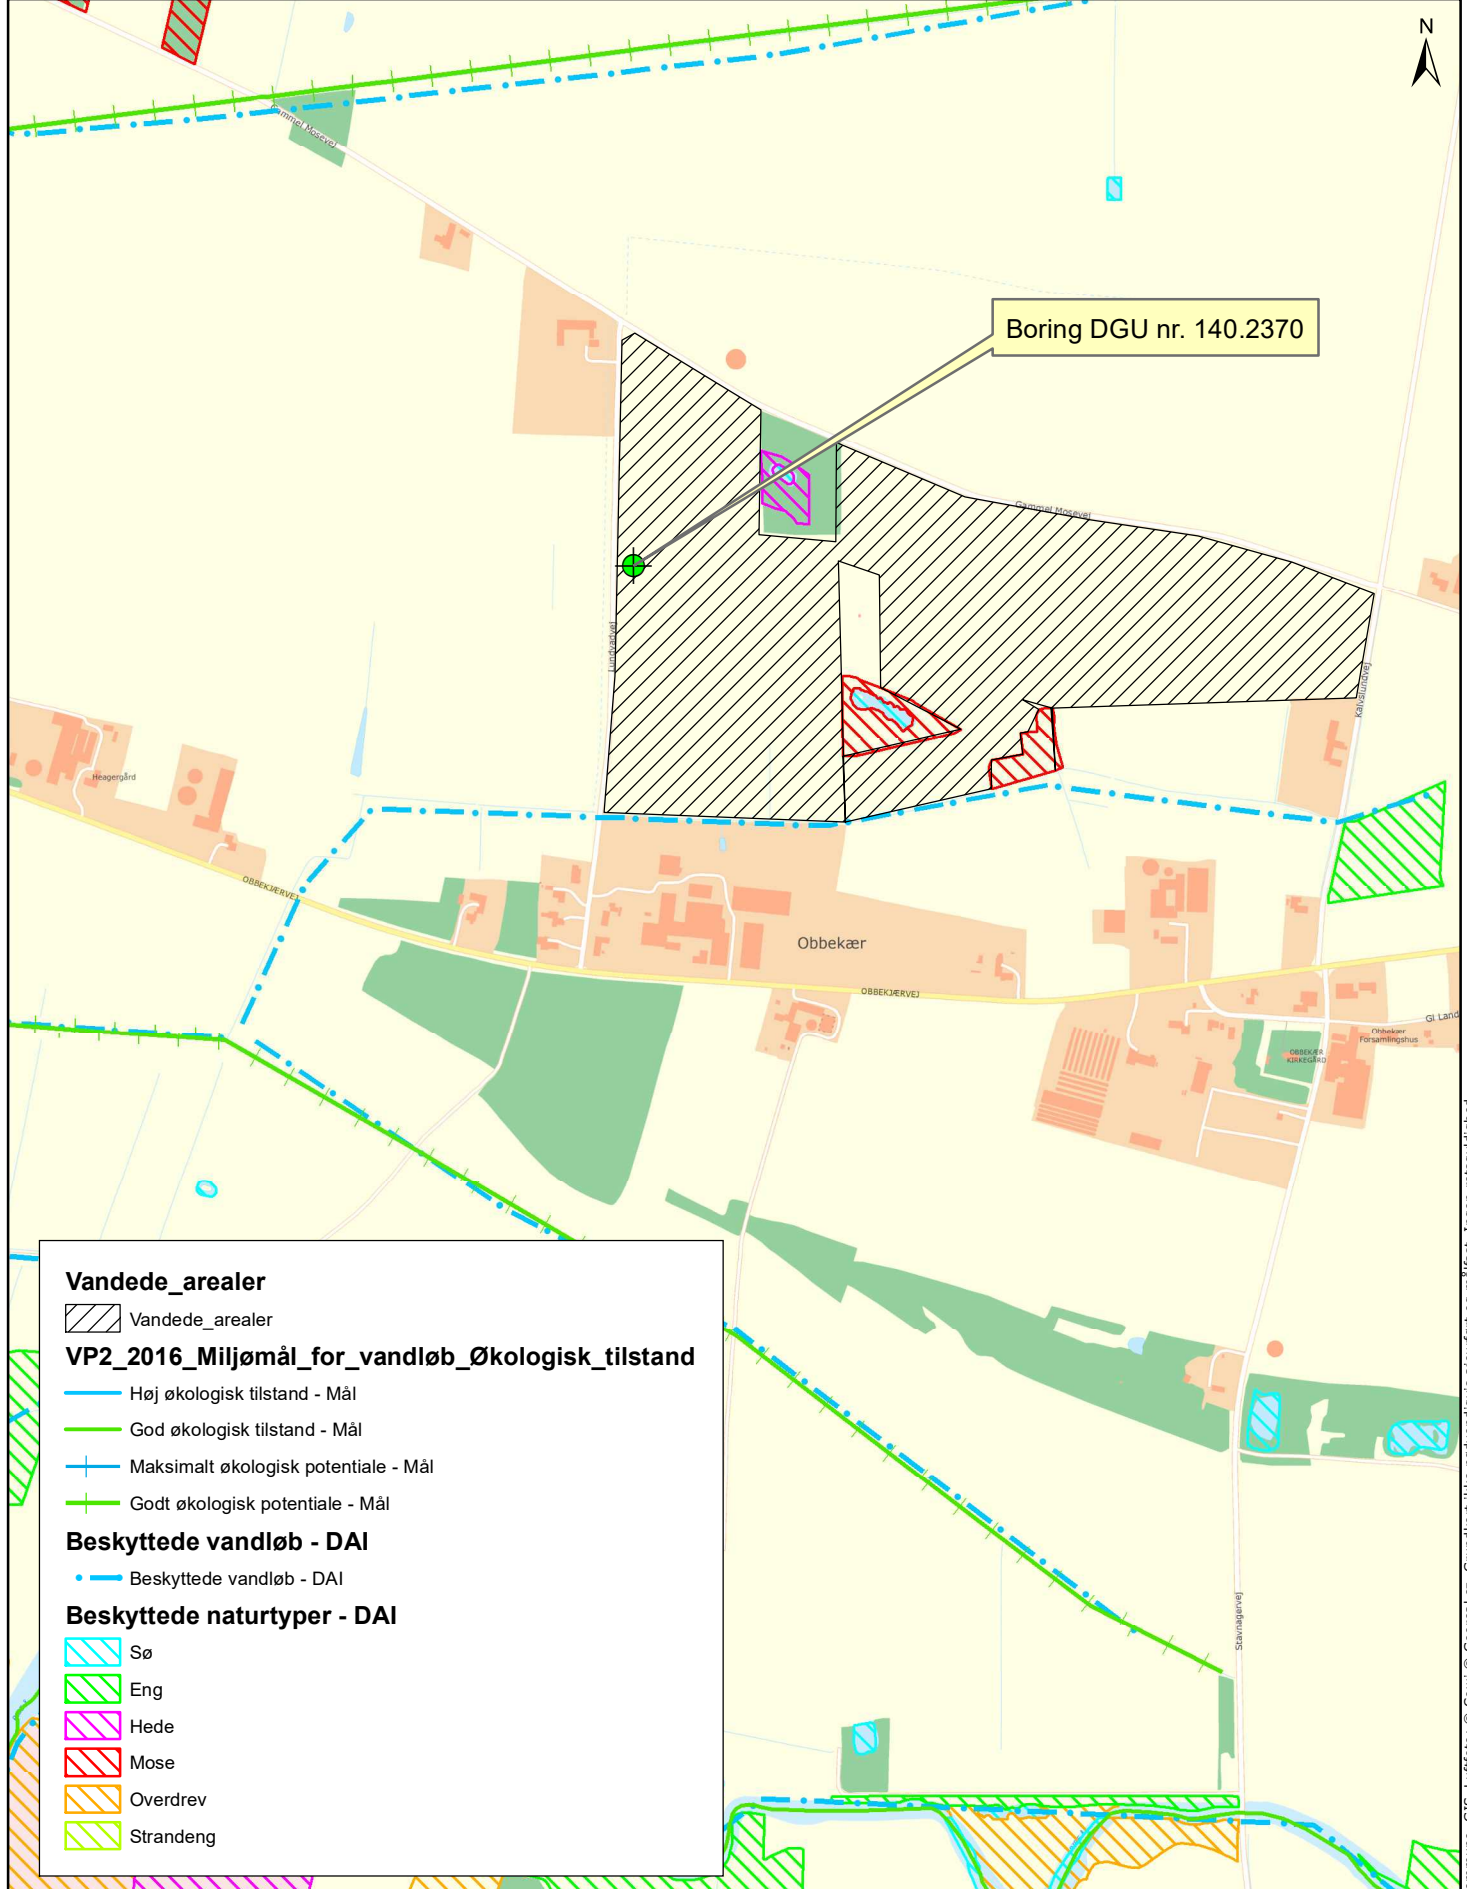 N
Gammel Mosevej
Boring DGU nr. 140.2370
Gammel Mosevej
Lundvadvej
Kalvslundvej
Heagergård
OBBEKJÆRVEJ
Obbekær
OBBEKJÆRVEJ
Gl Land
Obbekær
Forsamlingshus
OBBEKÆR
KIRKEGÅRD
Stavnagervej
Vandede_arealer
Vandede_arealer
VP2_2016_Miljømål_for_vandløb_Økologisk_tilstand
Høj økologisk tilstand - Mål
God økologisk tilstand - Mål
Maksimalt økologisk potentiale - Mål
Godt økologisk potentiale - Mål
Beskyttede vandløb - DAI
Beskyttede vandløb - DAI
Beskyttede naturtyper - DAI
Sø
Eng
Hede
Mose
Overdrev
Strandeng